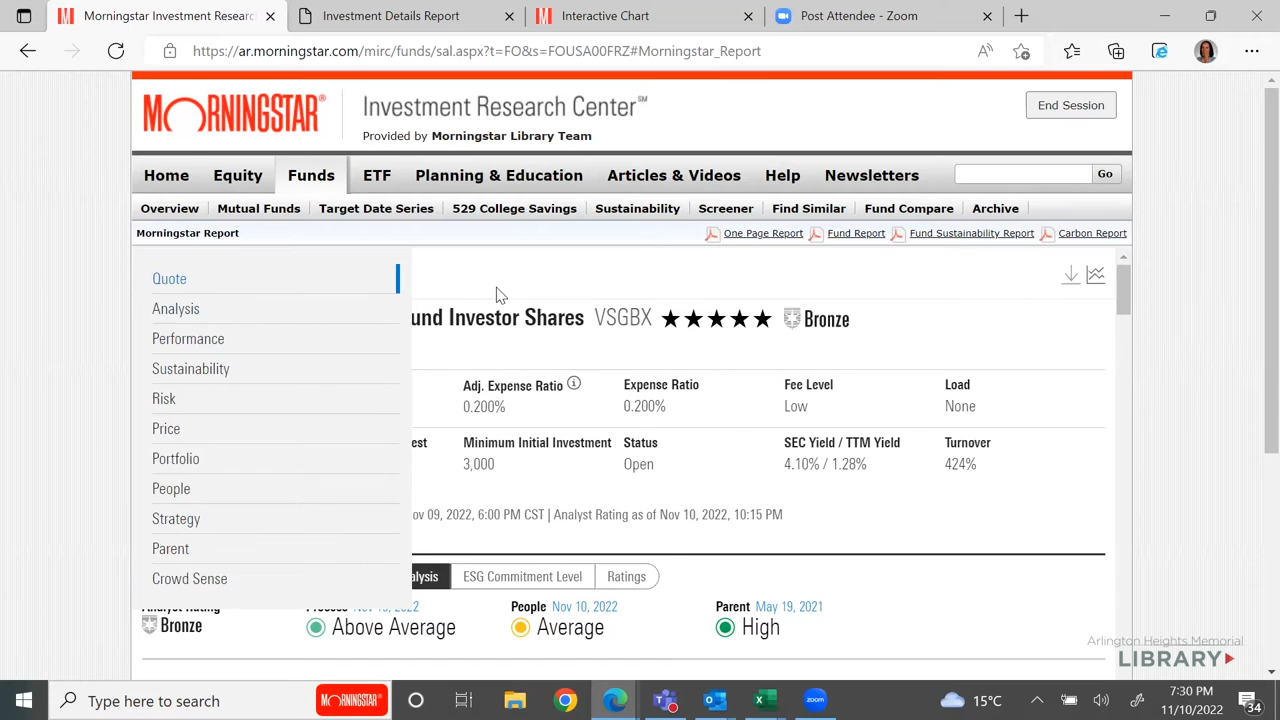 Morningstar Investment Researc
Investment Details Report
Interactive Chart
Post Attendee - Zoom
https://ar.morningstar.com/mirc/funds/sal.aspx?t=FO&s=FOUSA00FRZ#Morningstar_Report
MORNINGSTAR®
Investment Research Center℠
Provided by Morningstar Library Team
End Session
Home Equity Funds ETF Planning & Education Articles & Videos Help Newsletters Go
Overview Mutual Funds Target Date Series 529 College Savings Sustainability Screener Find Similar Fund Compare Archive
Morningstar Report One Page Report Fund Report Fund Sustainability Report Carbon Report
Quote
Analysis
Performance
Sustainability
Risk
Price
Portfolio
People
Strategy
Parent
Crowd Sense
und Investor Shares VSGBX ★★★★★ Bronze
Adj. Expense Ratio Expense Ratio Fee Level Load
0.200% 0.200% Low None
est Minimum Initial Investment Status SEC Yield / TTM Yield Turnover
3,000 Open 4.10% / 1.28% 424%
ov 09, 2022, 6:00 PM CST | Analyst Rating as of Nov 10, 2022, 10:15 PM
alysis ESG Commitment Level Ratings
Analyst Rating Process Nov 10, 2022 People Nov 10, 2022 Parent May 19, 2021
Bronze Above Average Average High
Arlington Heights Memorial
LIBRARY
Type here to search
MORNINGSTAR
15°C
7:30 PM
11/10/2022
34